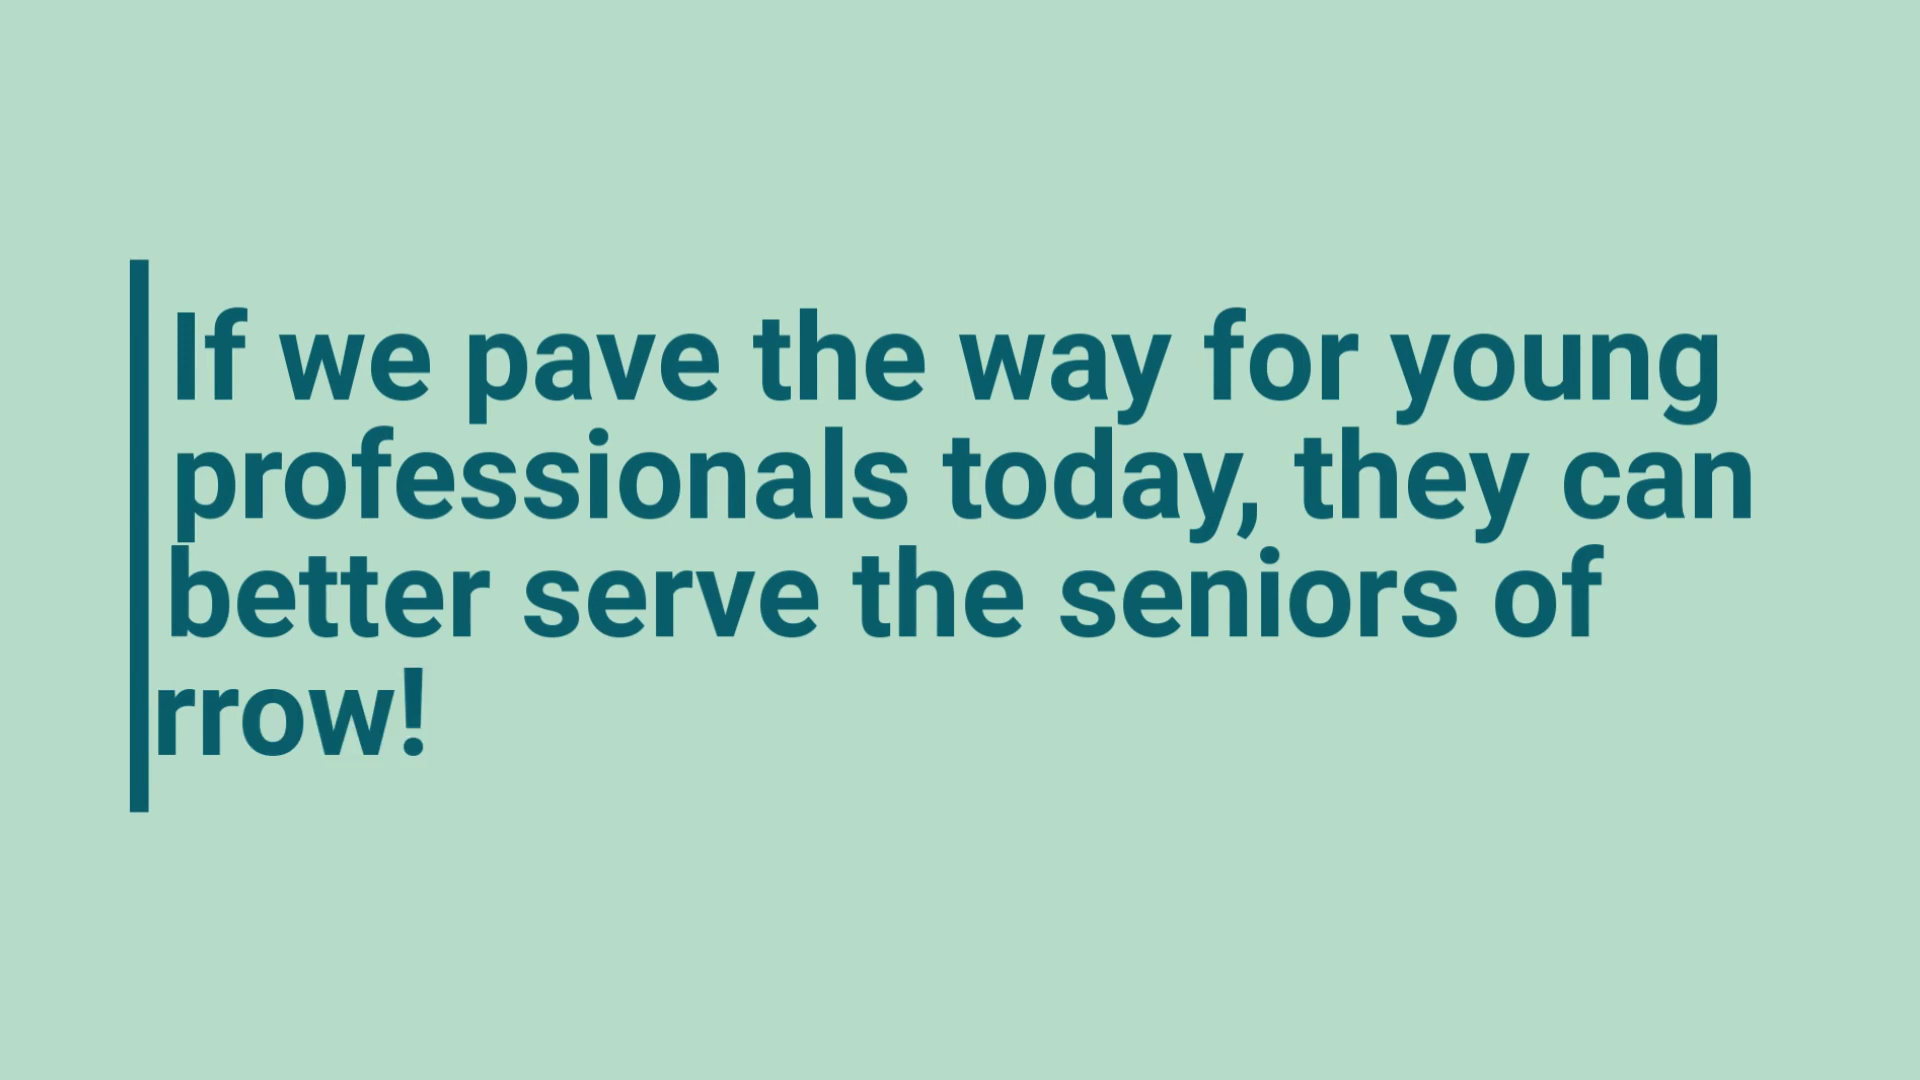 If we pave the way for young
professionals today, they can
better serve the seniors of
rrow!